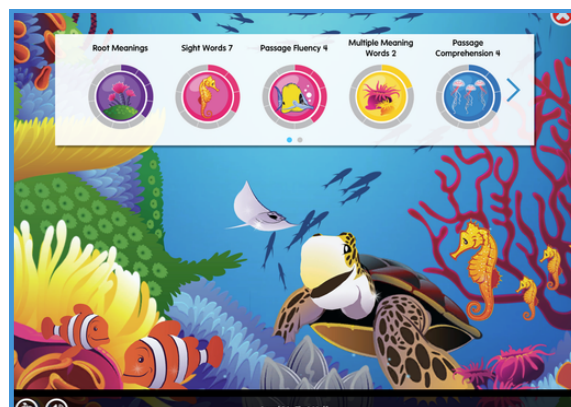 Root Meanings
Sight Words 7
Passage Fluency 4
Multiple Meaning
Words 2
Passage
Comprehension 4